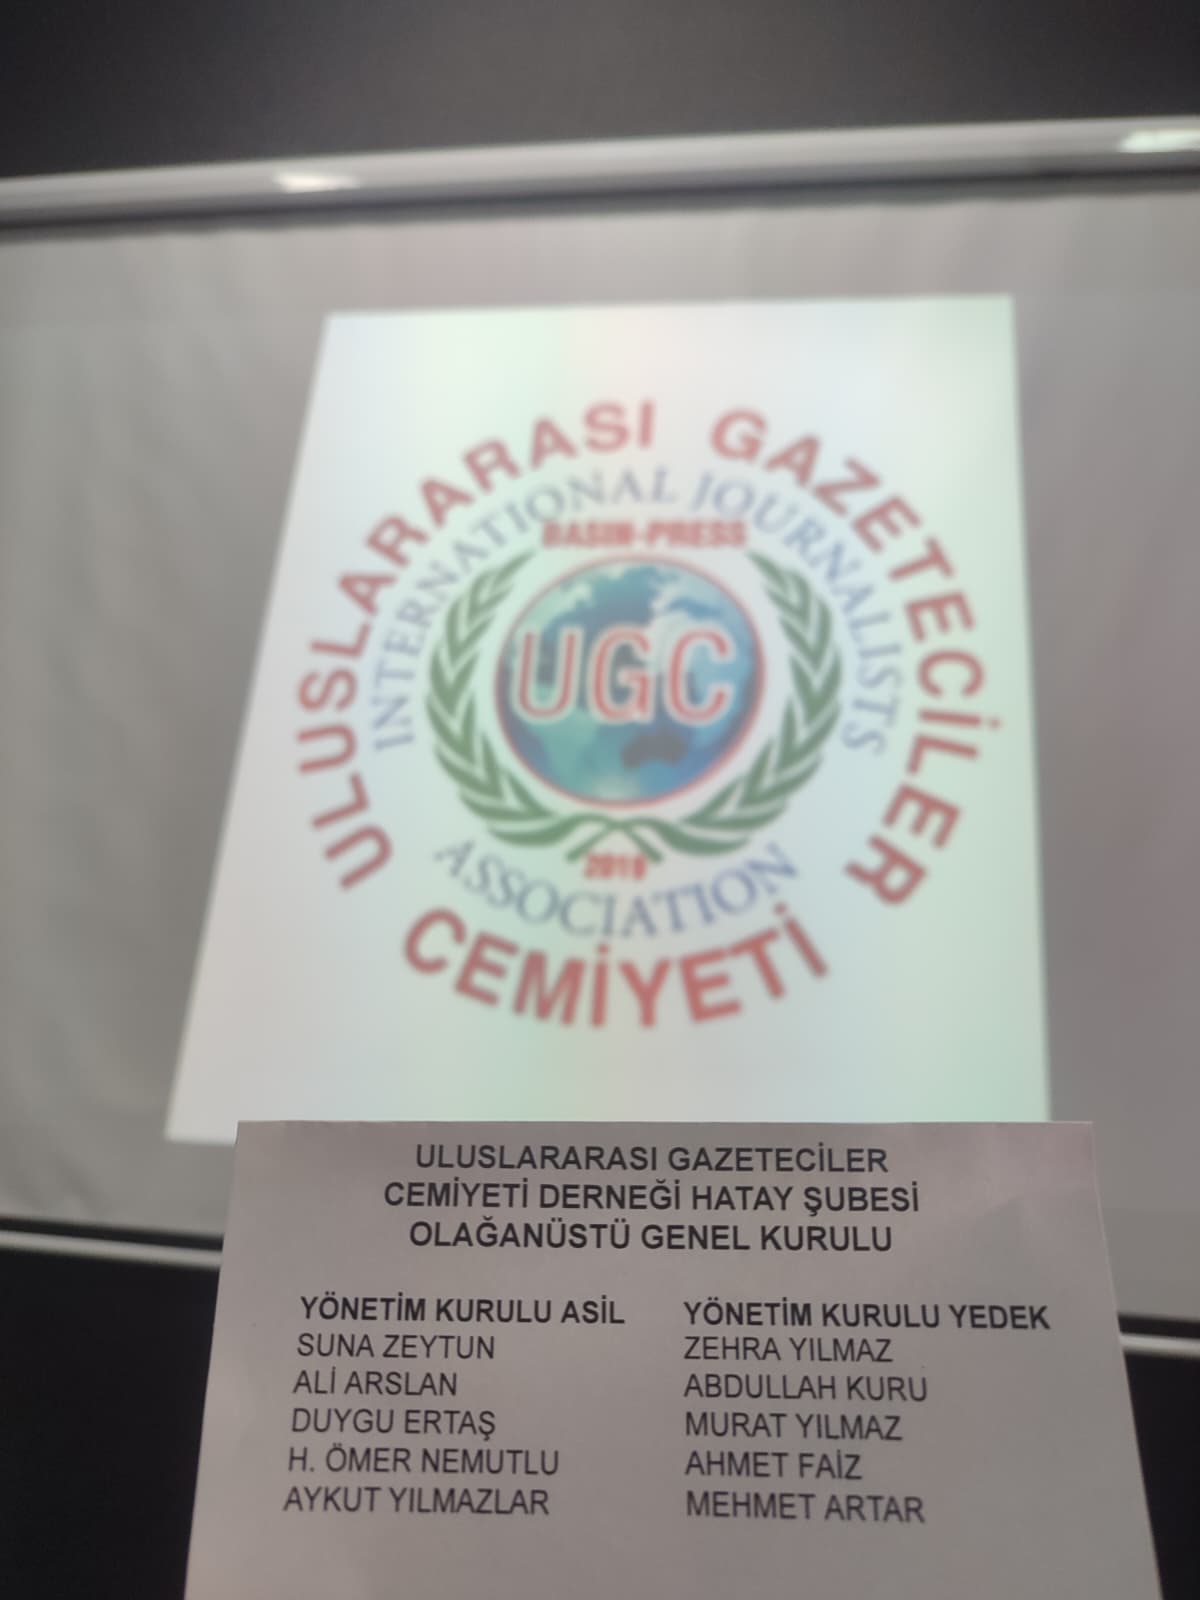 ULUSLARARASI GAZETECİLER
INTERNATIONAL JOURNALISTS
BASIN-PRESS
UGC
2019
ASSOCIATION
CEMİYETİ
ULUSLARARASI GAZETECİLER
CEMİYETİ DERNEĞİ HATAY ŞUBESİ
OLAĞANÜSTÜ GENEL KURULU
YÖNETİM KURULU ASİL
SUNA ZEYTUN
ALİ ARSLAN
DUYGU ERTAŞ
H. ÖMER NEMUTLU
AYKUT YILMAZLAR
YÖNETİM KURULU YEDEK
ZEHRA YILMAZ
ABDULLAH KURU
MURAT YILMAZ
AHMET FAİZ
MEHMET ARTAR